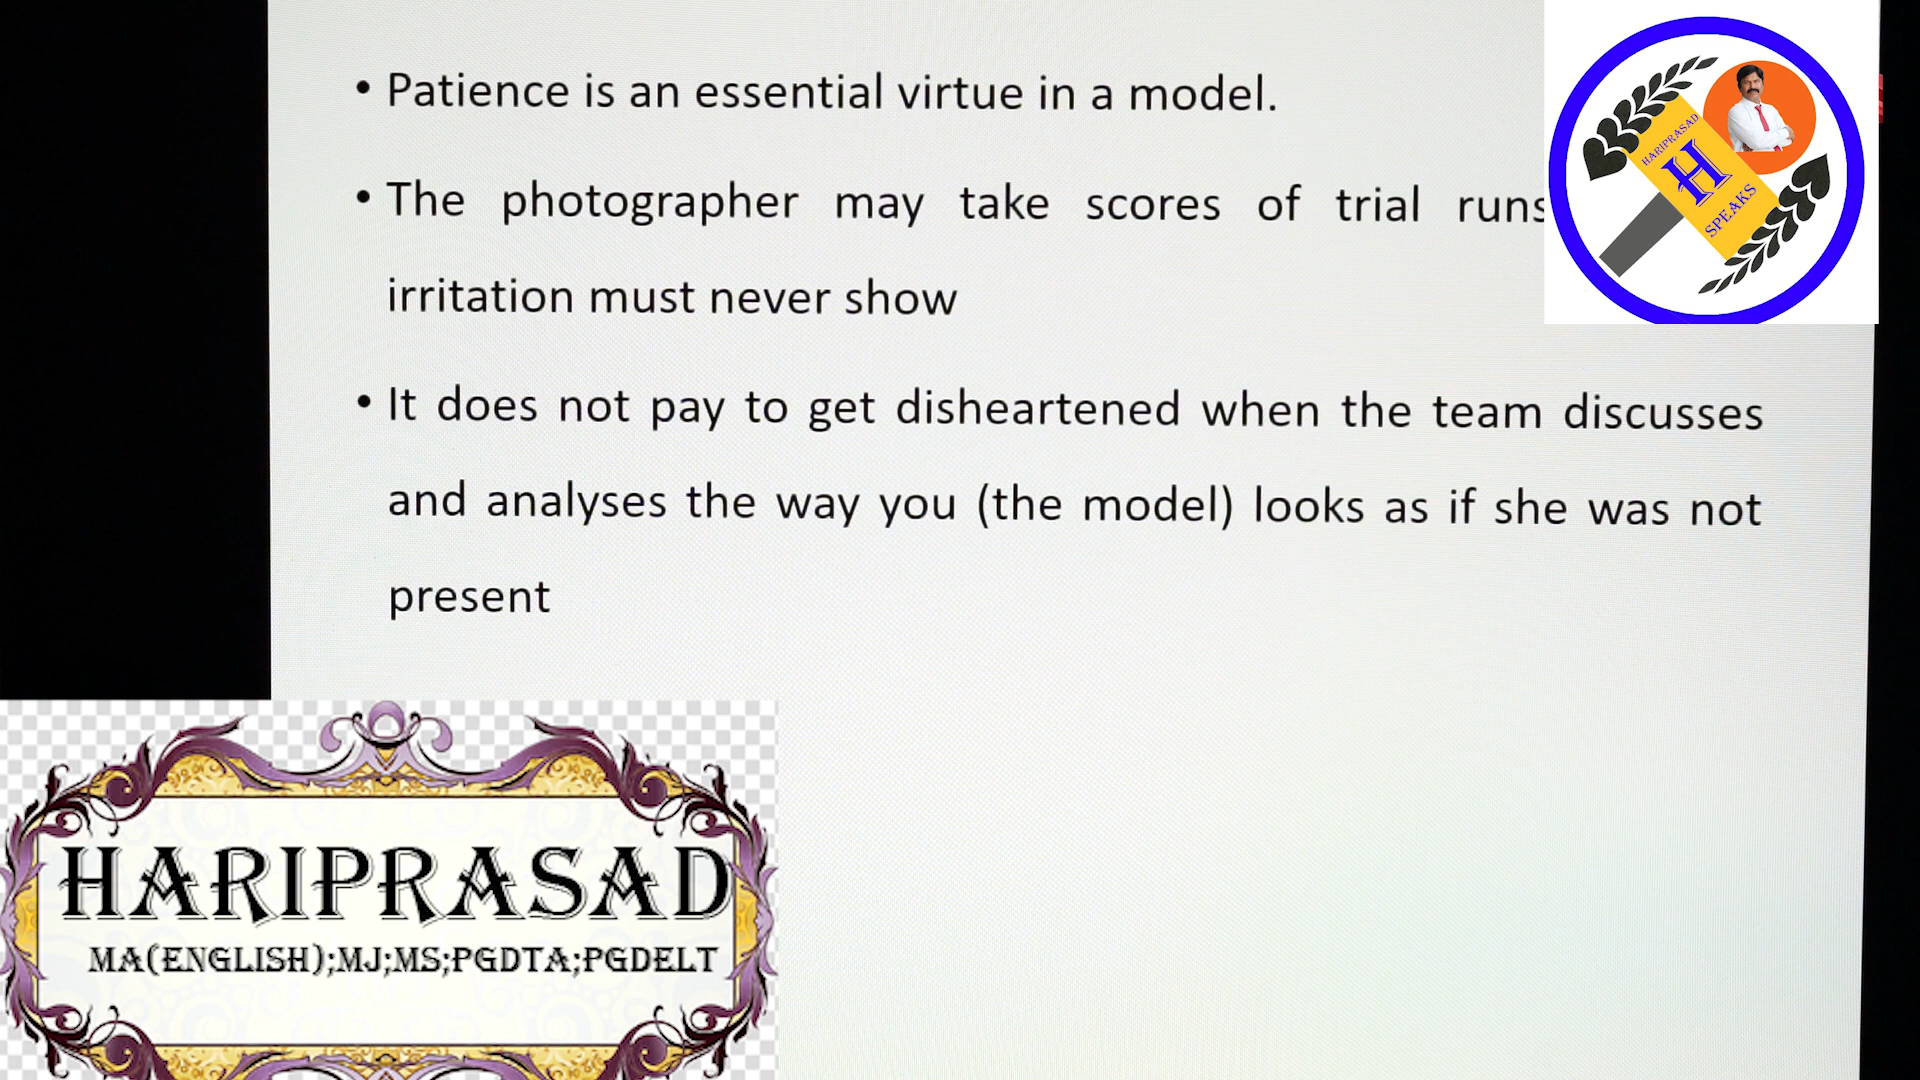 • Patience is an essential virtue in a model.
• The photographer may take scores of trial runs
irritation must never show
• It does not pay to get disheartened when the team discusses
and analyses the way you (the model) looks as if she was not
present
HARIPRASAD
H
SPEAKS
HARIPRASAD
MA(ENGLISH);MJ;MS;PGDTA;PGDELT